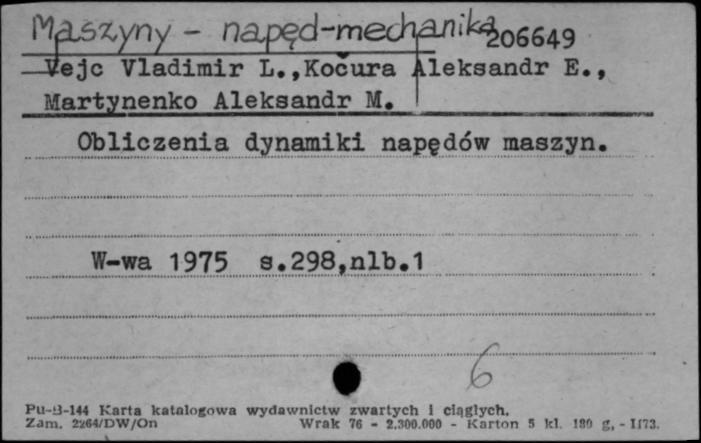 Maszyny - napęd-mechanika 206649
Vejc Vladimir L.,Kočura Aleksandr E.,
Martynenko Aleksandr M.
Obliczenia dynamiki napędów maszyn.
W-wa 1975 s.298,nlb.1
6
Pu-B-144 Karta katalogowa wydawnictw zwartych i ciągłych.
Zam. 2264/DW/On Wrak 76 - 2.300.000 - Karton 5 kl. 180 g, - II73.